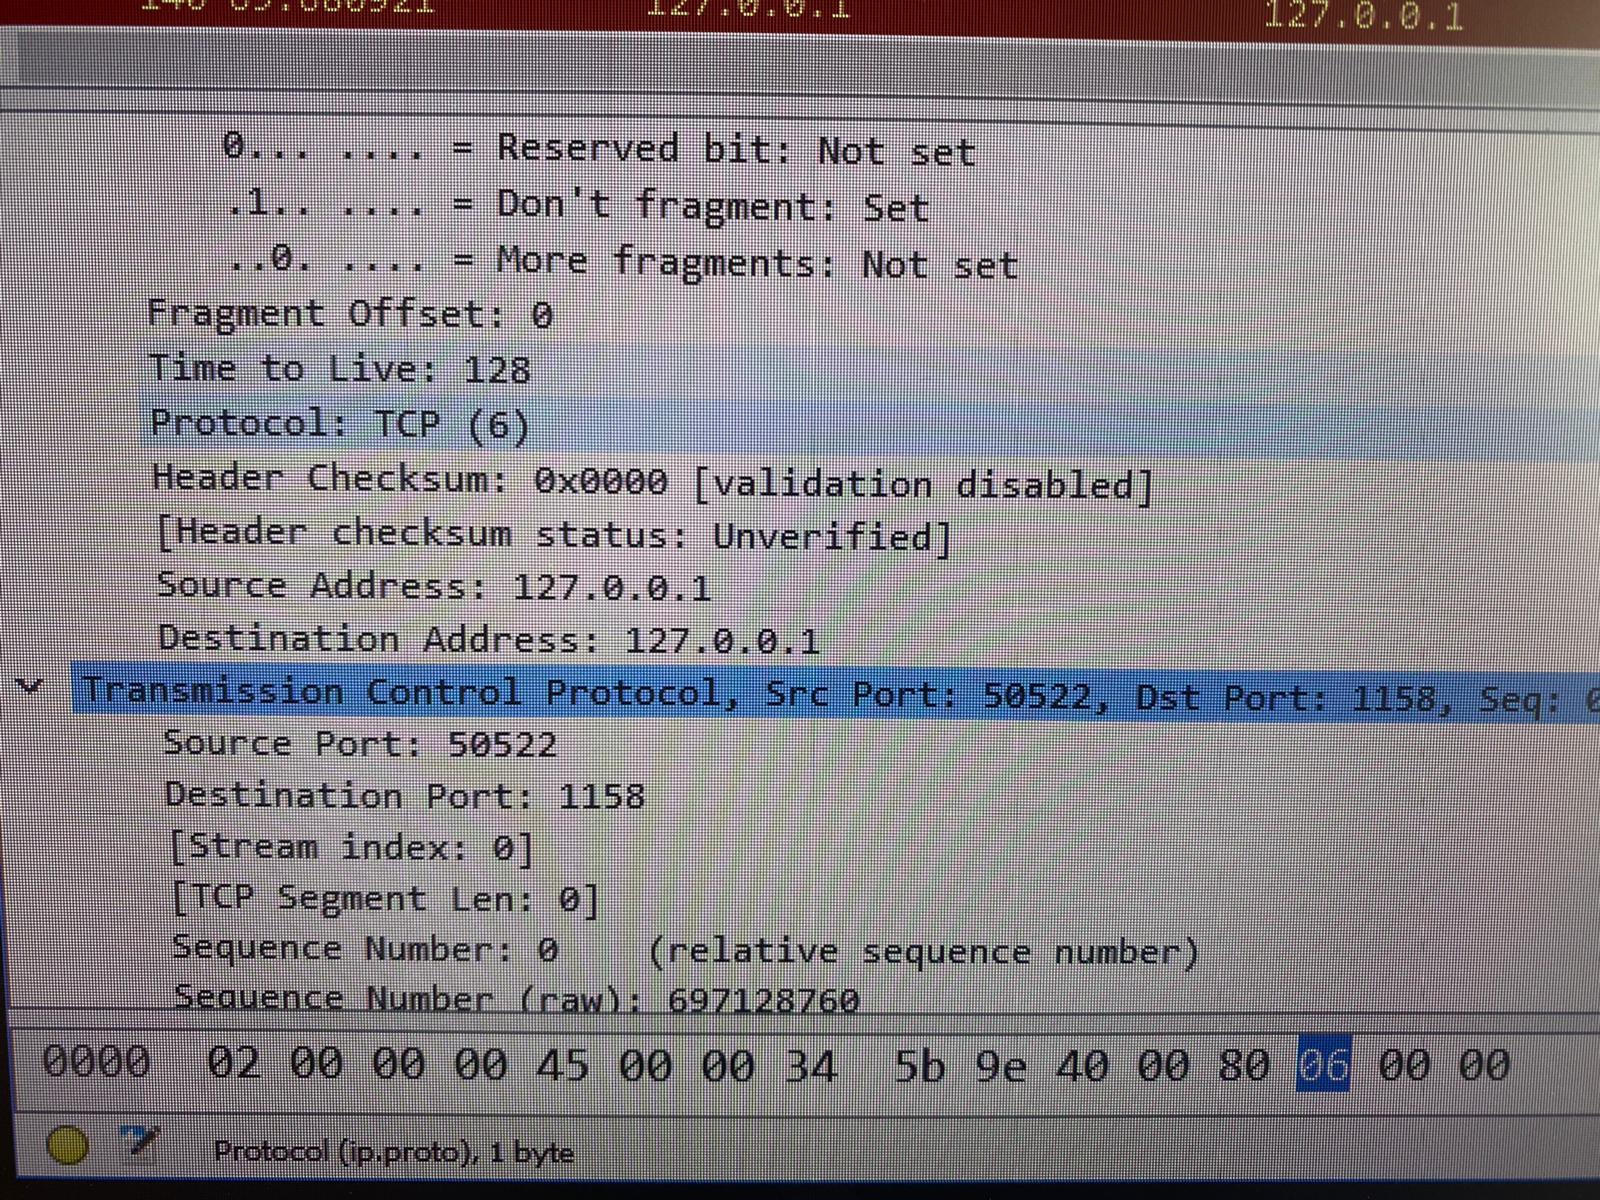 127.0.0.1 127.0.0.1
0... .... = Reserved bit: Not set
.1.. .... = Don't fragment: Set
..0. .... = More fragments: Not set
Fragment Offset: 0
Time to Live: 128
Protocol: TCP (6)
Header Checksum: 0x0000 [validation disabled]
[Header checksum status: Unverified]
Source Address: 127.0.0.1
Destination Address: 127.0.0.1
Transmission Control Protocol, Src Port: 50522, Dst Port: 1158, Seq: 0
Source Port: 50522
Destination Port: 1158
[Stream index: 0]
[TCP Segment Len: 0]
Sequence Number: 0 (relative sequence number)
Sequence Number (raw): 697128760
0000 02 00 00 00 45 00 00 34 5b 9e 40 00 80 06 00 00
Protocol (ip.proto), 1 byte